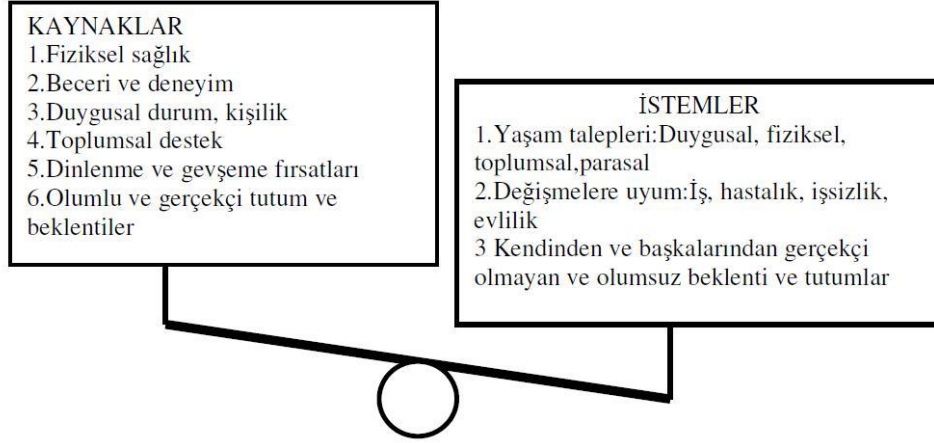 KAYNAKLAR
1.Fiziksel sağlık
2.Beceri ve deneyim
3.Duygusal durum, kişilik
4.Toplumsal destek
5.Dinlenme ve gevşeme fırsatları
6.Olumlu ve gerçekçi tutum ve
beklentiler
İSTEMLER
1.Yaşam talepleri:Duygusal, fiziksel,
toplumsal,parasal
2.Değişmelere uyum:İş, hastalık, işsizlik,
evlilik
3 Kendinden ve başkalarından gerçekçi
olmayan ve olumsuz beklenti ve tutumlar